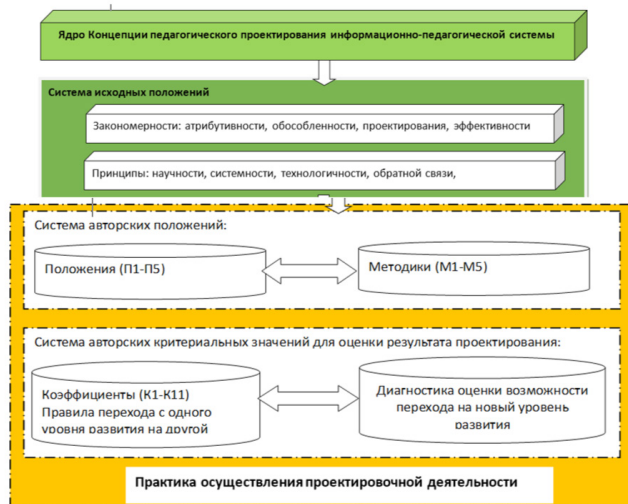 Ядро Концепции педагогического проектирования информационно-педагогической системы
Система исходных положений
Закономерности: атрибутивности, обособленности, проектирования, эффективности
Принципы: научности, системности, технологичности, обратной связи,
Система авторских положений:
Положения (П1-П5)
Методики (М1-М5)
Система авторских критериальных значений для оценки результата проектирования:
Коэффициенты (К1-К11)
Правила перехода с одного
уровня развития на другой
Диагностика оценки возможности
перехода на новый уровень
развития
Практика осуществления проектировочной деятельности